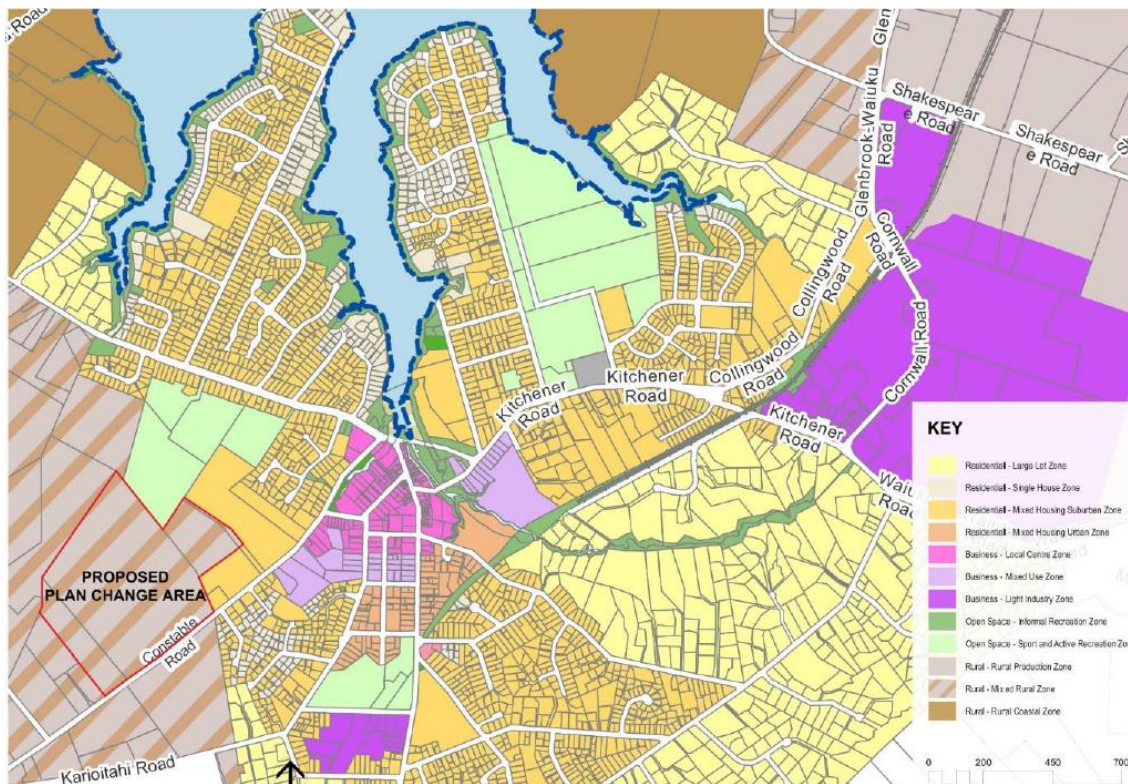 a Road
Glenbrook-Waiuku
Road
Glen
Shakespear
e Road
Shakespear
e Road
Cornwall
Road
Collingwood
Road
Cornwall Road
Collingwood
Road
Kitchener
Road
Kitchener
Road
Kitchener
Road
Waiuku
Road
PROPOSED
PLAN CHANGE AREA
Constable
Road
Karioitahi Road
KEY
Residential - Large Lot Zone
Residential - Single House Zone
Residential - Mixed Housing Suburban Zone
Residential - Mixed Housing Urban Zone
Business - Local Centre Zone
Business - Mixed Use Zone
Business - Light Industry Zone
Open Space - Informal Recreation Zone
Open Space - Sport and Active Recreation Zon
Rural - Rural Production Zone
Rural - Mixed Rural Zone
Rural - Rural Coastal Zone
0 200 400 700